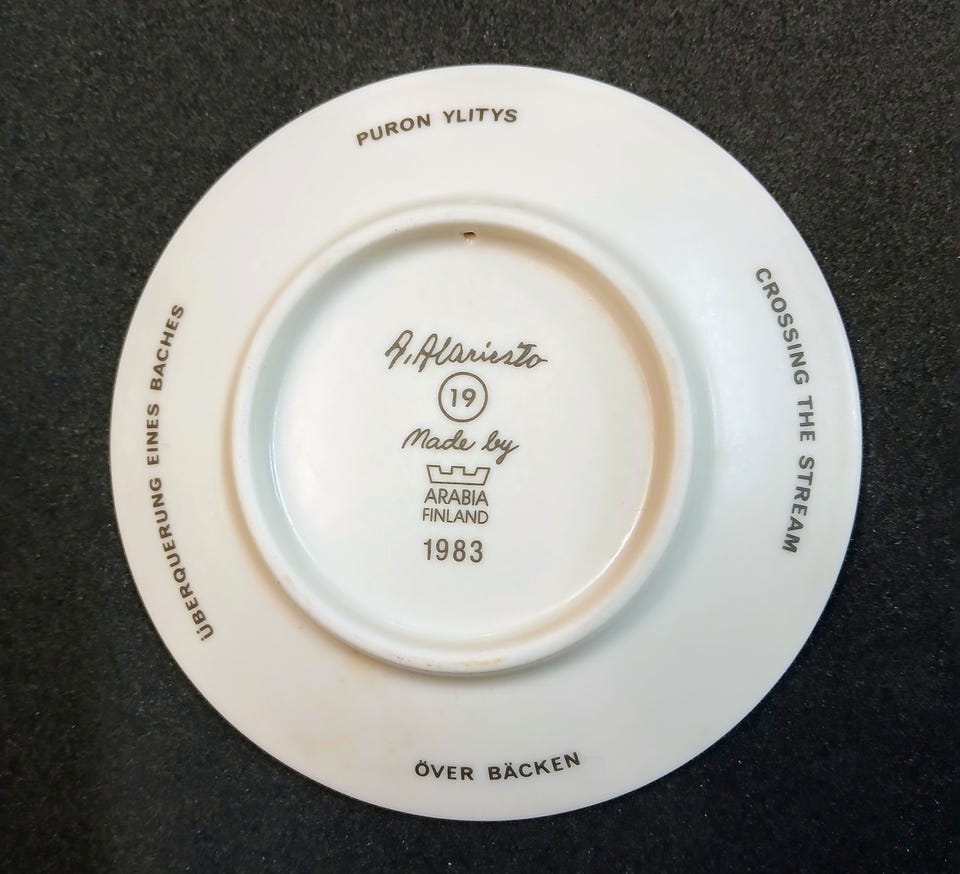 PURON YLITYS
CROSSING THE STREAM
ÖVER BÄCKEN
ÜBERQUERUNG EINES BACHES
A. Alariesto
19
Made by
ARABIA
FINLAND
1983